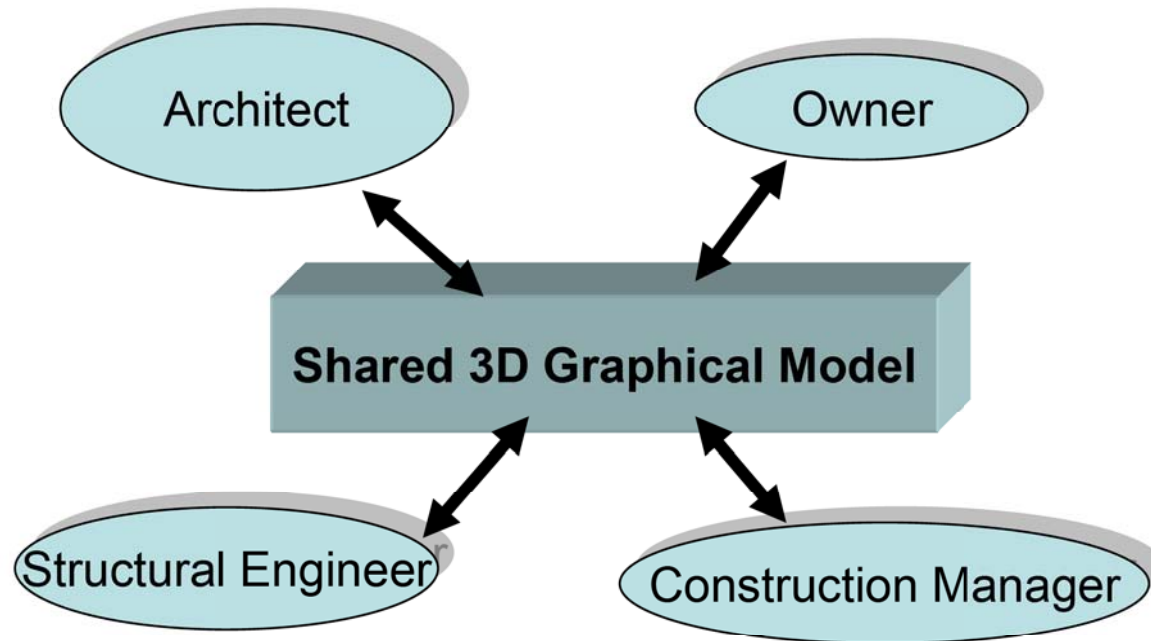 Architect
Owner
Shared 3D Graphical Model
Structural Engineer
Construction Manager